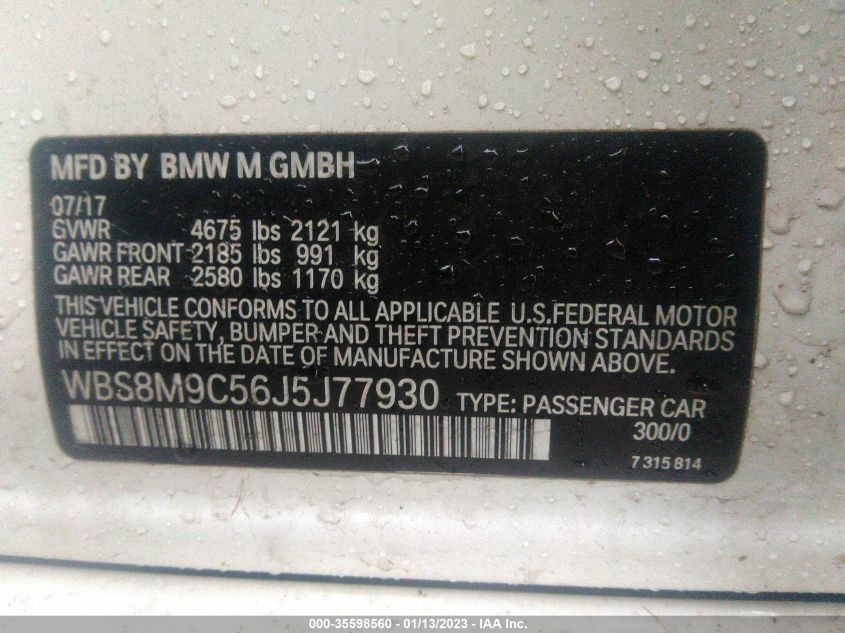 MFD BY BMW M GMBH
07/17
GVWR 4675 lbs 2121 kg
GAWR FRONT 2185 lbs 991 kg
GAWR REAR 2580 lbs 1170 kg
THIS VEHICLE CONFORMS TO ALL APPLICABLE U.S.FEDERAL MOTOR
VEHICLE SAFETY, BUMPER AND THEFT PREVENTION STANDARDS
IN EFFECT ON THE DATE OF MANUFACTURE SHOWN ABOVE.
WBS8M9C56J5J77930 TYPE: PASSENGER CAR
300/0
7 315 814
000-35598560 - 01/13/2023 - IAA Inc.